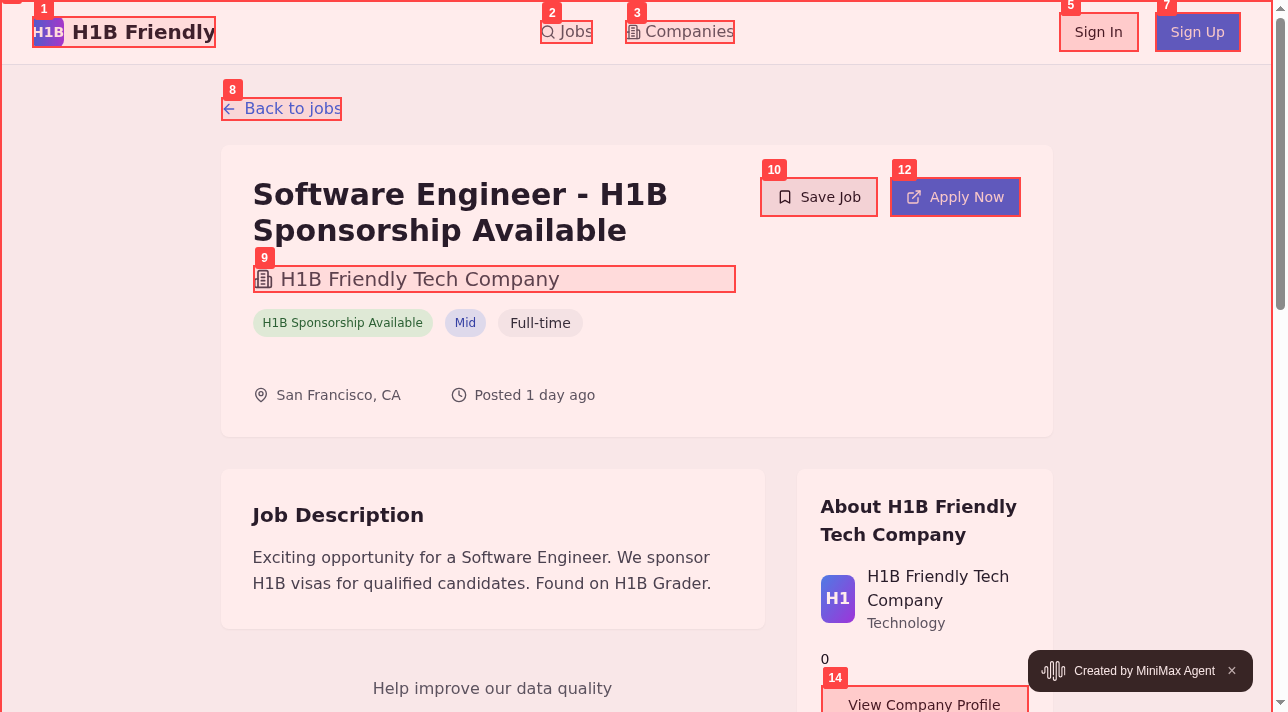 1
H1B H1B Friendly
2
Jobs
3
Companies
5
Sign In
7
Sign Up
8
Back to jobs
Software Engineer - H1B
Sponsorship Available
10
Save Job
12
Apply Now
9
H1B Friendly Tech Company
H1B Sponsorship Available
Mid
Full-time
San Francisco, CA
Posted 1 day ago
Job Description
Exciting opportunity for a Software Engineer. We sponsor
H1B visas for qualified candidates. Found on H1B Grader.
Help improve our data quality
About H1B Friendly
Tech Company
H1
H1B Friendly Tech
Company
Technology
0
14
View Company Profile
Created by MiniMax Agent ×